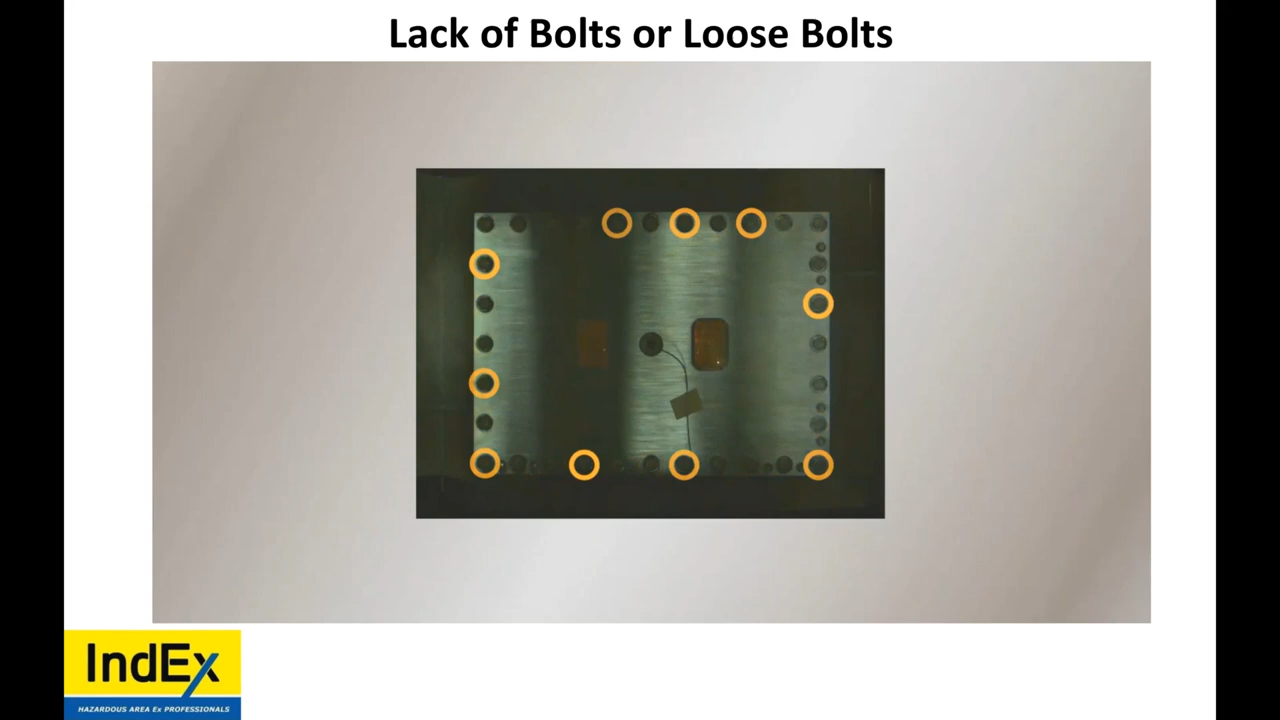 Lack of Bolts or Loose Bolts
IndEx
HAZARDOUS AREA Ex PROFESSIONALS